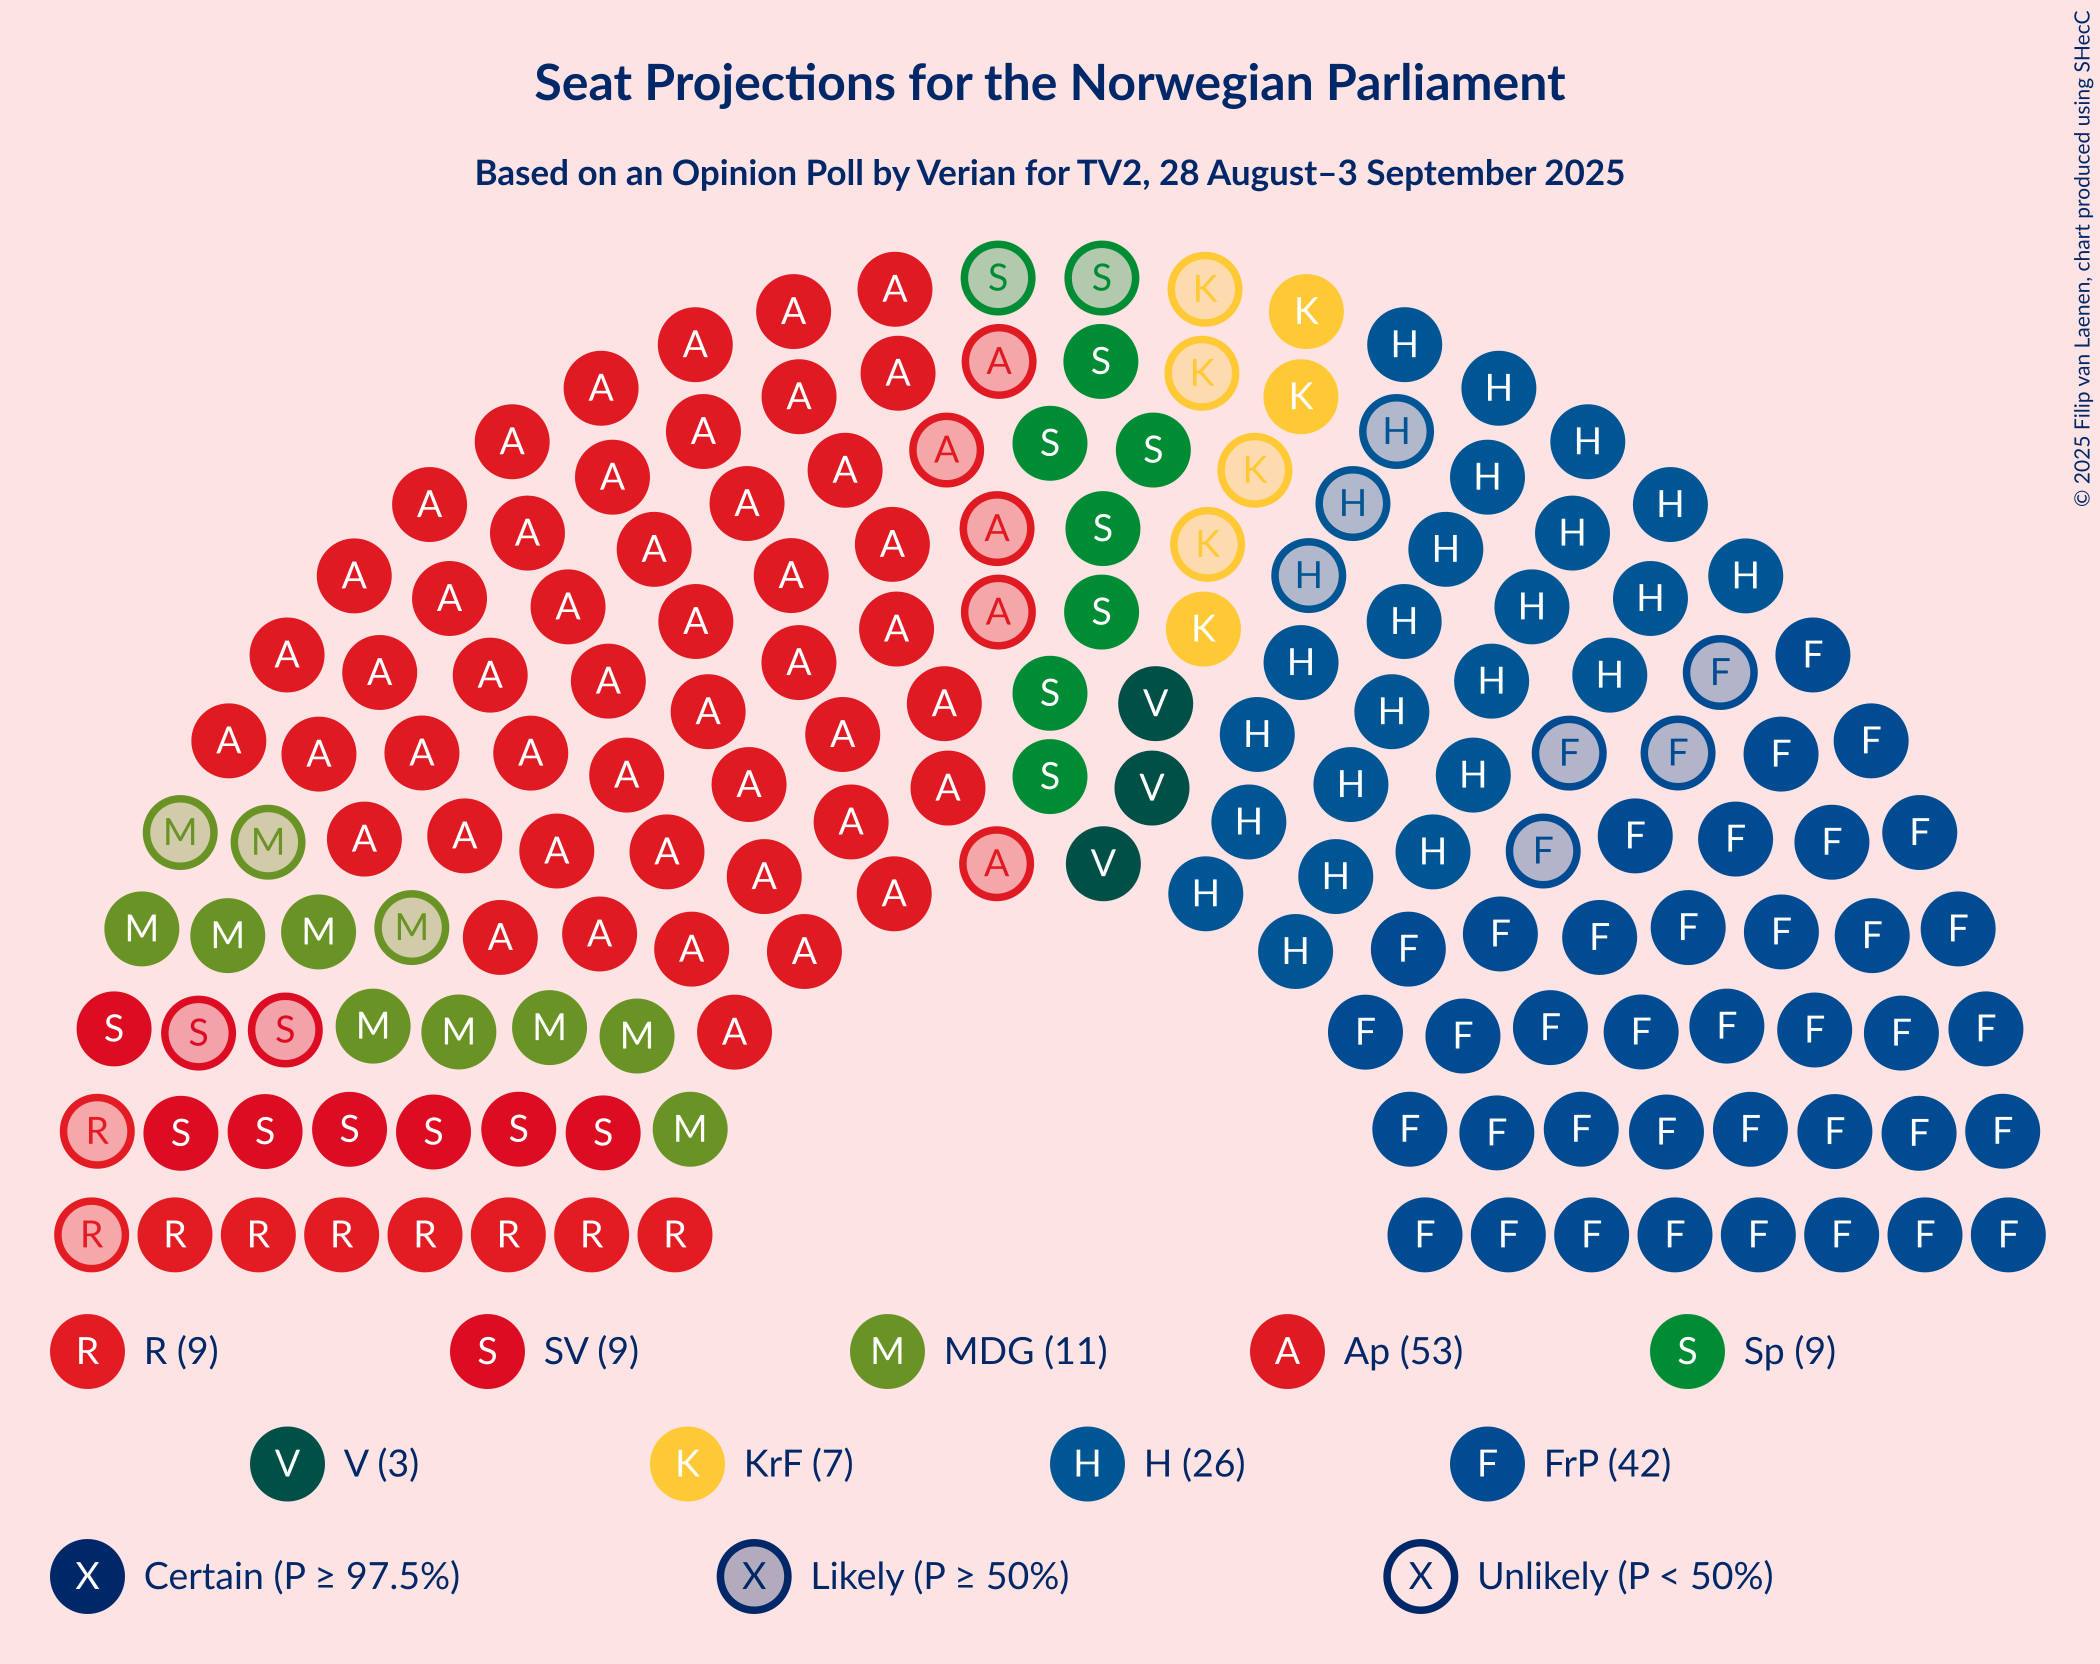 Seat Projections for the Norwegian Parliament
Based on an Opinion Poll by Verian for TV2, 28 August–3 September 2025
© 2025 Filip van Laenen, chart produced using SHecC
A A S S K K
A A A S K H
A A K H
A A A A S S K H H
A A A H H H
A A A A S K H H
A A A A A S H H H H
A A A A K H H F
A A A A A S V H H H F
A A A A A A A A S V H H H F F F F
M M A A A A A A A V H H H F F F F F
M M M M A A A A A H H F F F F F F F
S S S M M M M A F F F F F F F F
R S S S S S S M F F F F F F F F
R R R R R R R R F F F F F F F F
R R (9) S SV (9) M MDG (11) A Ap (53) S Sp (9)
V V (3) K KrF (7) H H (26) F FrP (42)
X Certain (P ≥ 97.5%) X Likely (P ≥ 50%) X Unlikely (P < 50%)